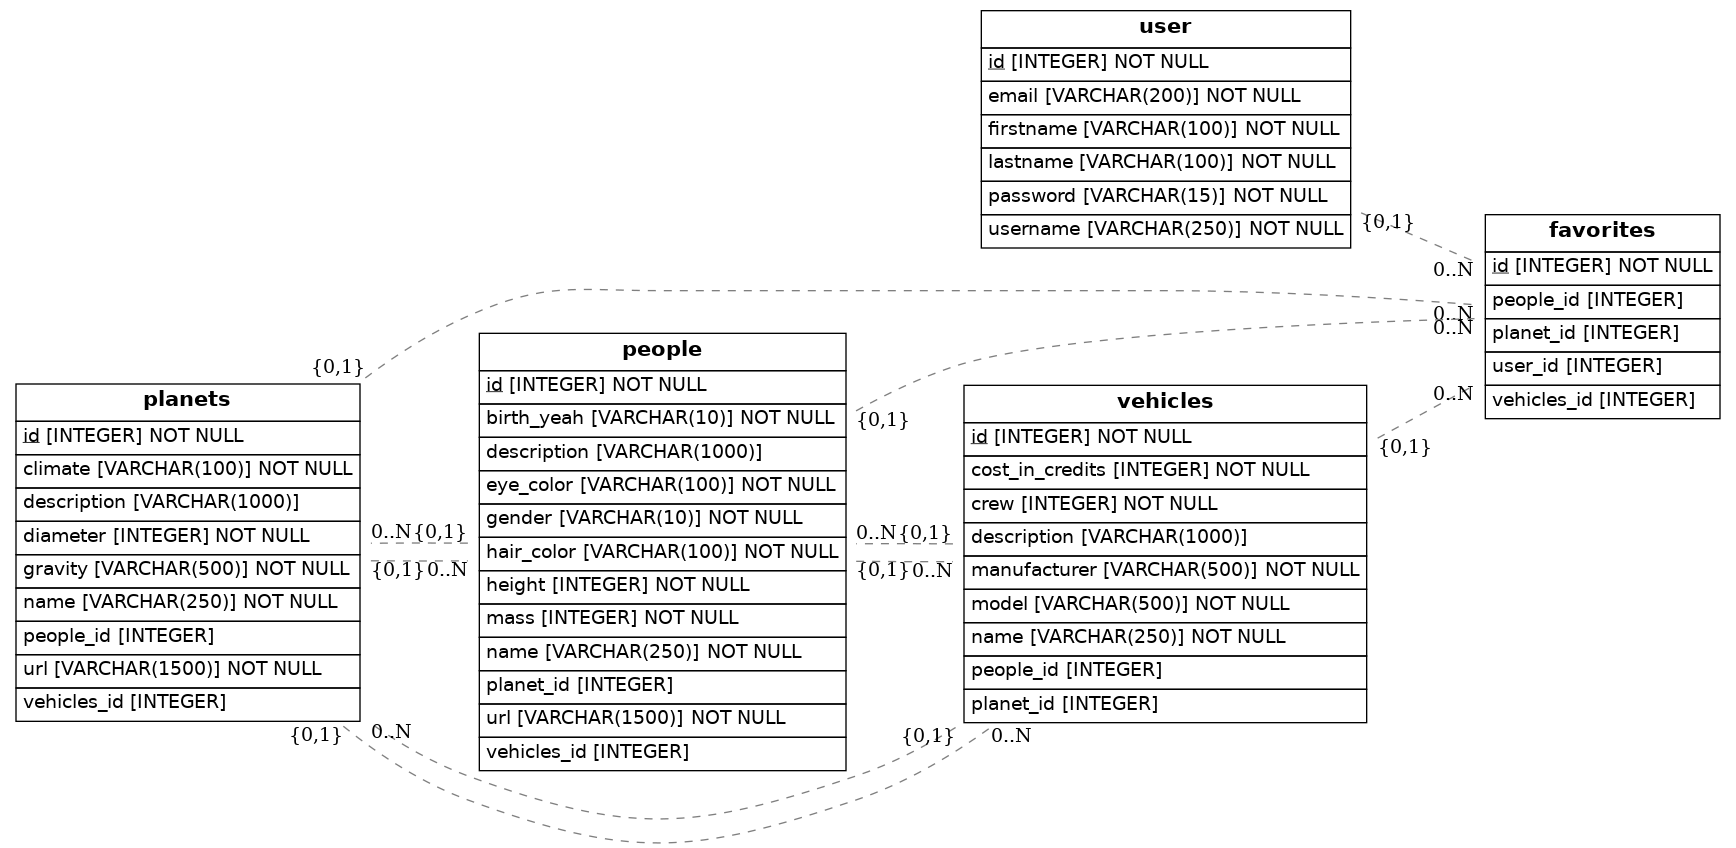 user
id [INTEGER] NOT NULL
email [VARCHAR(200)] NOT NULL
firstname [VARCHAR(100)] NOT NULL
lastname [VARCHAR(100)] NOT NULL
password [VARCHAR(15)] NOT NULL
username [VARCHAR(250)] NOT NULL
{0,1}
0..N
favorites
id [INTEGER] NOT NULL
people_id [INTEGER]
planet_id [INTEGER]
user_id [INTEGER]
vehicles_id [INTEGER]
0..N
0..N
0..N
{0,1}
{0,1}
{0,1}
planets
id [INTEGER] NOT NULL
climate [VARCHAR(100)] NOT NULL
description [VARCHAR(1000)]
diameter [INTEGER] NOT NULL
gravity [VARCHAR(500)] NOT NULL
name [VARCHAR(250)] NOT NULL
people_id [INTEGER]
url [VARCHAR(1500)] NOT NULL
vehicles_id [INTEGER]
0..N{0,1}
{0,1}0..N
people
id [INTEGER] NOT NULL
birth_yeah [VARCHAR(10)] NOT NULL
description [VARCHAR(1000)]
eye_color [VARCHAR(100)] NOT NULL
gender [VARCHAR(10)] NOT NULL
hair_color [VARCHAR(100)] NOT NULL
height [INTEGER] NOT NULL
mass [INTEGER] NOT NULL
name [VARCHAR(250)] NOT NULL
planet_id [INTEGER]
url [VARCHAR(1500)] NOT NULL
vehicles_id [INTEGER]
0..N{0,1}
{0,1}0..N
vehicles
id [INTEGER] NOT NULL
cost_in_credits [INTEGER] NOT NULL
crew [INTEGER] NOT NULL
description [VARCHAR(1000)]
manufacturer [VARCHAR(500)] NOT NULL
model [VARCHAR(500)] NOT NULL
name [VARCHAR(250)] NOT NULL
people_id [INTEGER]
planet_id [INTEGER]
{0,1}
0..N
{0,1}
0..N